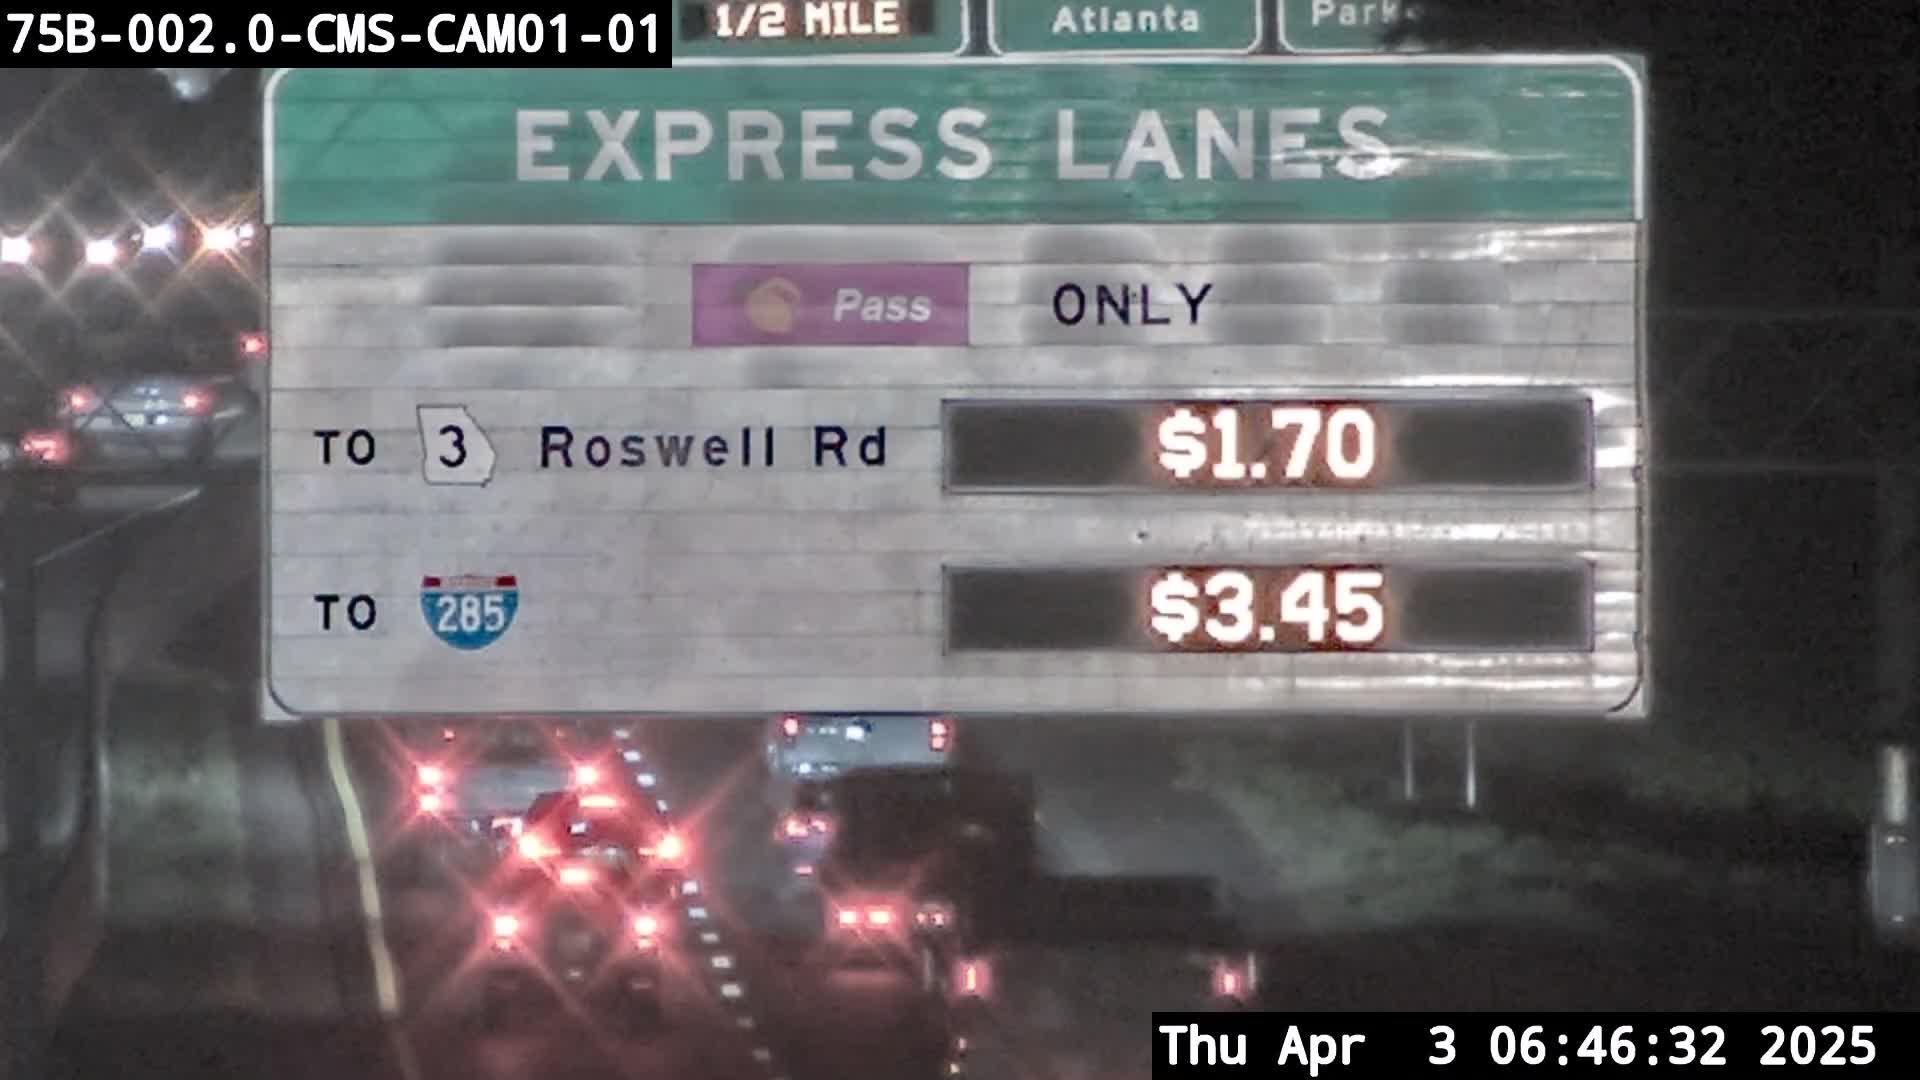 75B-002.0-CMS-CAM01-01
1/2 MILE
Atlanta
EXPRESS LANES
Pass ONLY
TO 3 Roswell Rd $1.70
TO 285 $3.45
Thu Apr 3 06:46:32 2025